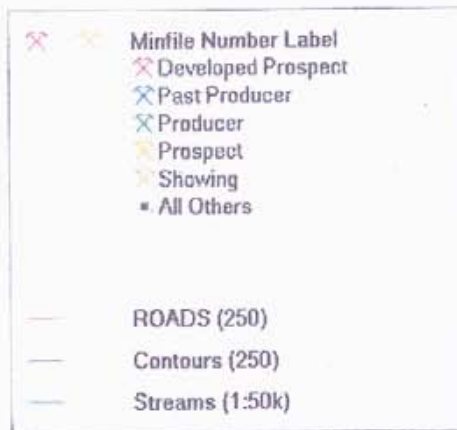 Minfile Number Label
Developed Prospect
Past Producer
Producer
Prospect
Showing
All Others
ROADS (250)
Contours (250)
Streams (1:50k)